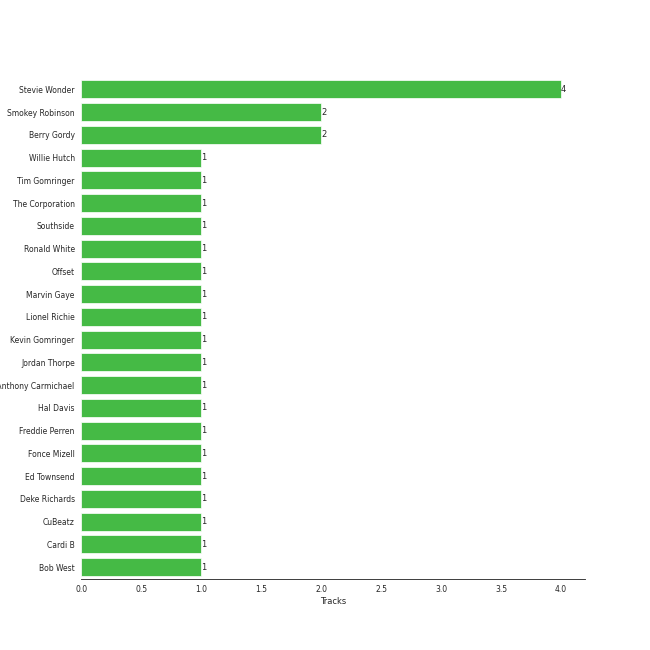 Stevie Wonder 4
Smokey Robinson 2
Berry Gordy 2
Willie Hutch 1
Tim Gomringer 1
The Corporation 1
Southside 1
Ronald White 1
Offset 1
Marvin Gaye 1
Lionel Richie 1
Kevin Gomringer 1
Jordan Thorpe 1
nthony Carmichael 1
Hal Davis 1
Freddie Perren 1
Fonce Mizell 1
Ed Townsend 1
Deke Richards 1
CuBeatz 1
Cardi B 1
Bob West 1
0.0 0.5 1.0 1.5 2.0 2.5 3.0 3.5 4.0
Tracks